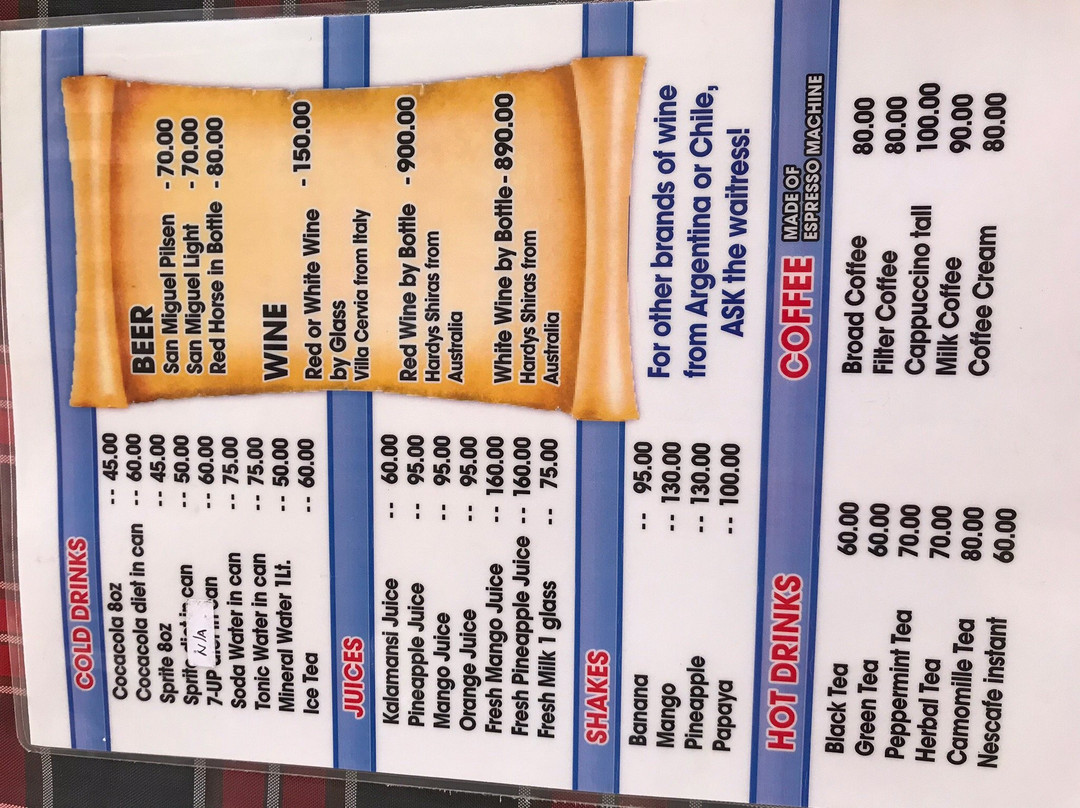 COLD DRINKS
Cocacola 8oz -- 45.00
Cocacola diet in can -- 60.00
Sprite 8oz -- 45.00
in can -- 50.00
7-UP can -- 60.00
N/A
Soda Water in can -- 75.00
Tonic Water in can -- 75.00
Mineral Water 1Lt. -- 50.00
Ice Tea -- 60.00
BEER
San Miguel Pilsen - 70.00
San Miguel Light - 70.00
Red Horse in Bottle - 80.00
WINE
Red or White Wine - 150.00
by Glass
Villa Cervia from Italy
Red Wine by Bottle - 900.00
Hardys Shiras from
Australia
White Wine by Bottle - 890.00
Hardys Shiras from
Australia
JUICES
Kalamansi Juice -- 60.00
Pineapple Juice -- 95.00
Mango Juice -- 95.00
Orange Juice -- 95.00
Fresh Mango Juice -- 160.00
Fresh Pineapple Juice -- 160.00
Fresh Milk 1 glass -- 75.00
SHAKES
Banana -- 95.00
Mango -- 130.00
Pineapple -- 130.00
Papaya -- 100.00
For other brands of wine
from Argentina or Chile,
ASK the waitress!
HOT DRINKS
Black Tea 60.00
Green Tea 60.00
Peppermint Tea 70.00
Herbal Tea 70.00
Camomille Tea 80.00
Nescafe instant 60.00
COFFEE MADE OF
ESPRESSO MACHINE
Broad Coffee 80.00
Filter Coffee 80.00
Cappuccino tall 100.00
Milk Coffee 90.00
Coffee Cream 80.00